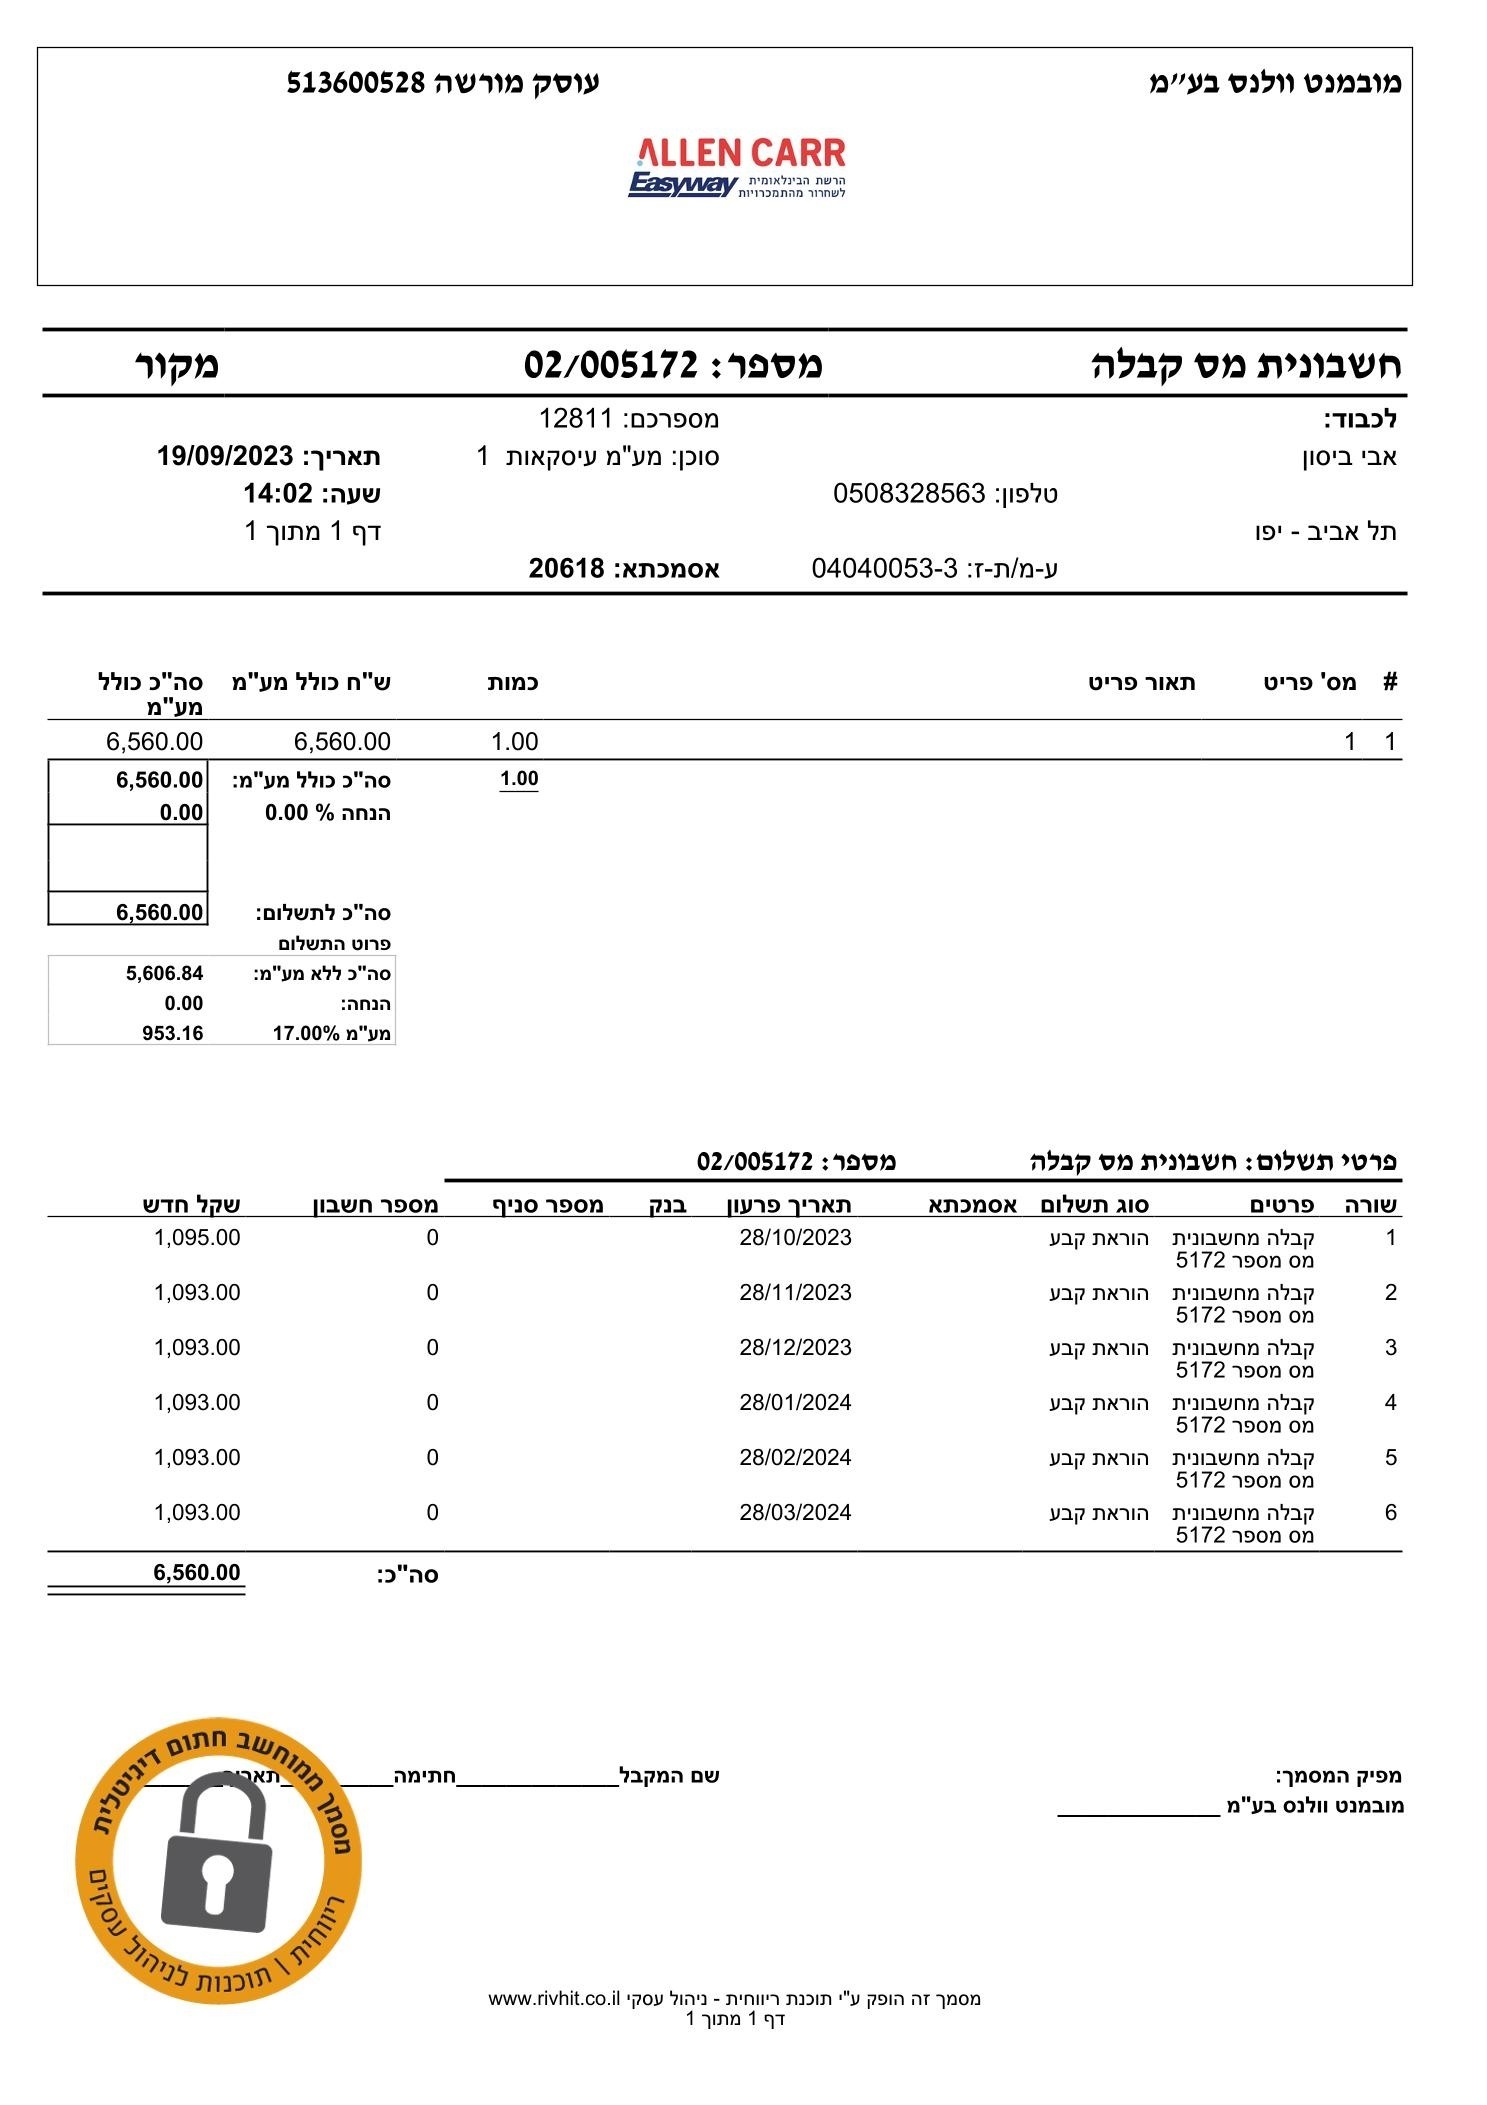 מובמנט וולנס בע״מ עוסק מורשה 513600528
ALLEN CARR
Easyway הרשת הבינלאומית
לשחרור מהתמכרויות
חשבונית מס קבלה מספר: 02/005172 מקור
לכבוד: מספרכם: 12811
אבי ביסון סוכן: מע"מ עיסקאות 1 תאריך: 19/09/2023
טלפון: 0508328563 שעה: 14:02
תל אביב - יפו דף 1 מתוך 1
ע-מ/ת-ז: 04040053-3 אסמכתא: 20618
# מס' פריט תאור פריט כמות ש"ח כולל מע"מ סה"כ כולל
מע"מ
1 1 1.00 6,560.00 6,560.00
1.00 סה"כ כולל מע"מ: 6,560.00
הנחה % 0.00 0.00
סה"כ לתשלום: 6,560.00
פרוט התשלום
סה"כ ללא מע"מ: 5,606.84
הנחה: 0.00
מע"מ 17.00% 953.16
פרטי תשלום: חשבונית מס קבלה מספר: 02/005172
שורה פרטים סוג תשלום אסמכתא תאריך פרעון בנק מספר סניף מספר חשבון שקל חדש
1 קבלה מחשבונית הוראת קבע 28/10/2023 0 1,095.00
מס מספר 5172
2 קבלה מחשבונית הוראת קבע 28/11/2023 0 1,093.00
מס מספר 5172
3 קבלה מחשבונית הוראת קבע 28/12/2023 0 1,093.00
מס מספר 5172
4 קבלה מחשבונית הוראת קבע 28/01/2024 0 1,093.00
מס מספר 5172
5 קבלה מחשבונית הוראת קבע 28/02/2024 0 1,093.00
מס מספר 5172
6 קבלה מחשבונית הוראת קבע 28/03/2024 0 1,093.00
מס מספר 5172
סה"כ: 6,560.00
מפיק המסמך: שם המקבל_______________חתימה__________תאריך________
מובמנט וולנס בע"מ _______________
מסמך ממוחשב חתום דיגיטלית
ריווחית | תוכנות לניהול עסקים
מסמך זה הופק ע"י תוכנת ריווחית - ניהול עסקי www.rivhit.co.il
דף 1 מתוך 1